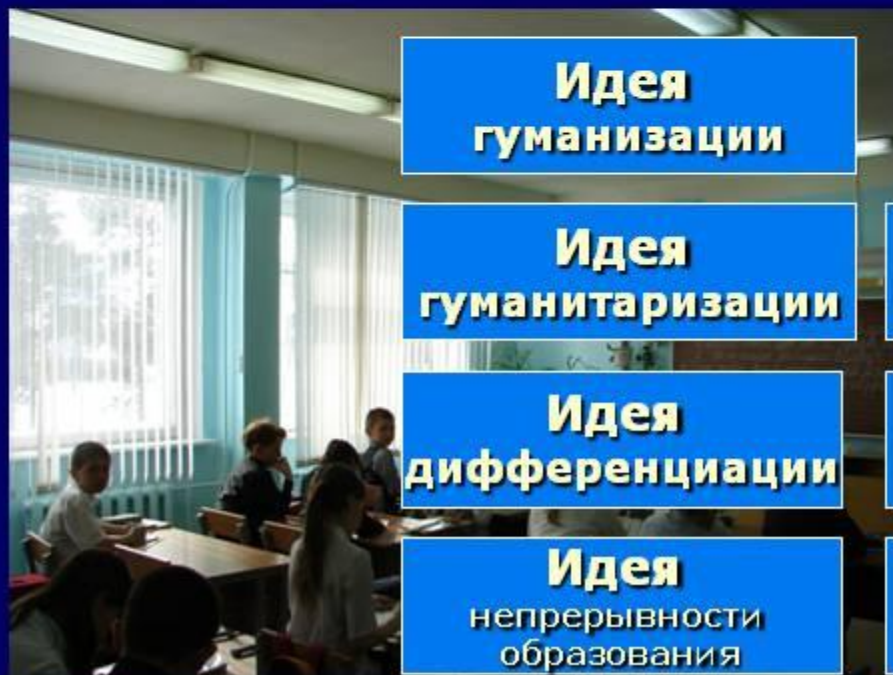 Идея
гуманизации
Идея
гуманитаризации
Идея
дифференциации
Идея
непрерывности
образования